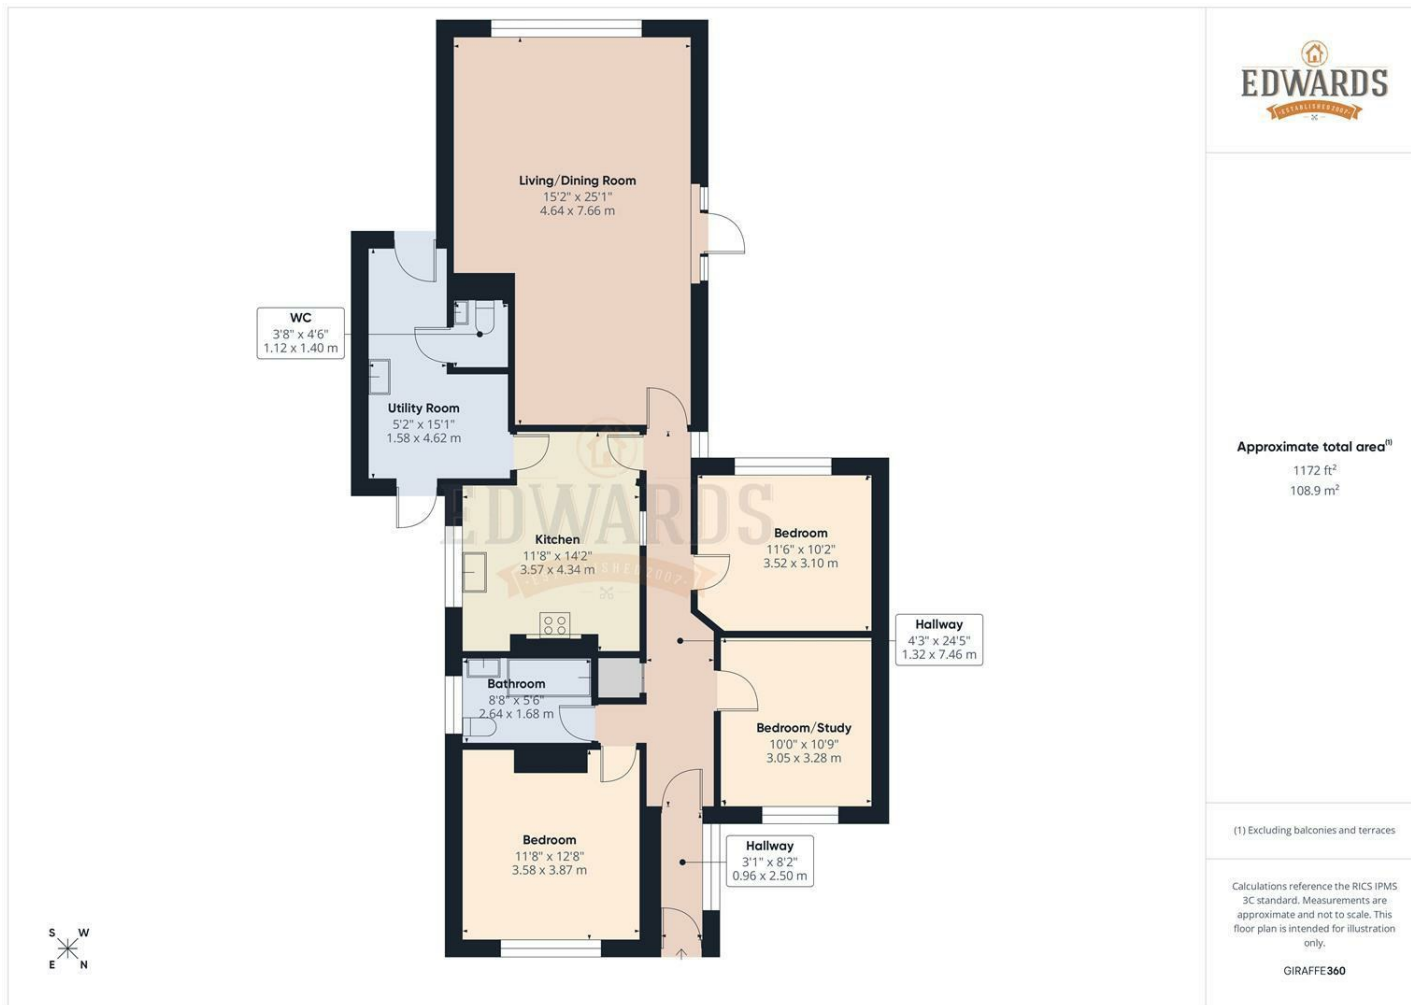 Living/Dining Room
15'2" x 25'1"
4.64 x 7.66 m
WC
3'8" x 4'6"
1.12 x 1.40 m
Utility Room
5'2" x 15'1"
1.58 x 4.62 m
EDWARDS
·ESTABLISHED 2007·
Kitchen
11'8" x 14'2"
3.57 x 4.34 m
Bedroom
11'6" x 10'2"
3.52 x 3.10 m
Hallway
4'3" x 24'5"
1.32 x 7.46 m
Bathroom
8'8" x 5'6"
2.64 x 1.68 m
Bedroom/Study
10'0" x 10'9"
3.05 x 3.28 m
Bedroom
11'8" x 12'8"
3.58 x 3.87 m
Hallway
3'1" x 8'2"
0.96 x 2.50 m
S W
E N
EDWARDS
·ESTABLISHED 2007·
Approximate total area(1)
1172 ft²
108.9 m²
(1) Excluding balconies and terraces
Calculations reference the RICS IPMS
3C standard. Measurements are
approximate and not to scale. This
floor plan is intended for illustration
only.
GIRAFFE360